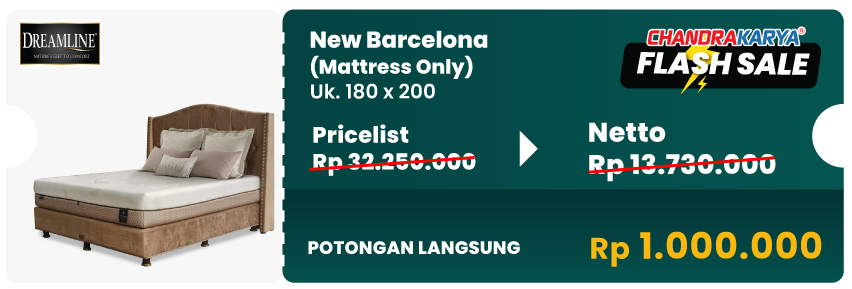 DREAMLINE
MATTRESS GIFT TO COMFORT
New Barcelona
(Mattress Only)
Uk. 180 x 200
CHANDRAKARYA®
FLASH SALE
Pricelist
Rp 32.250.000
Netto
Rp 13.730.000
POTONGAN LANGSUNG
Rp 1.000.000